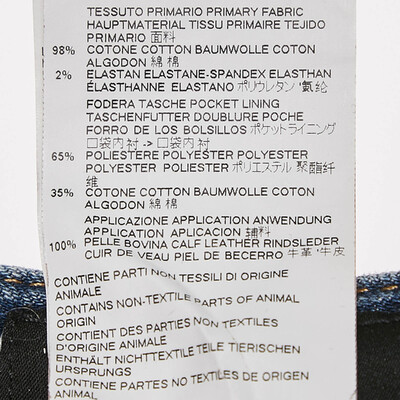 TESSUTO PRIMARIO PRIMARY FABRIC
HAUPTMATERIAL TISSU PRIMAIRE TEJIDO
PRIMARIO 面料
98% COTONE COTTON BAUMWOLLE COTON
ALGODON 綿 棉
2% ELASTAN ELASTANE-SPANDEX ELASTHAN
ÉLASTHANNE ELASTANO ポリウレタン '氨纶
FODERA TASCHE POCKET LINING
TASCHENFUTTER DOUBLURE POCHE
FORRO DE LOS BOLSILLOS ポケットライニング
口袋内衬 -> 口袋内衬
65% POLIESTERE POLYESTER POLYESTER
POLYESTER POLIESTER ポリエステル 聚酯纤
维
35% COTONE COTTON BAUMWOLLE COTON
ALGODON 綿 棉
APPLICAZIONE APPLICATION ANWENDUNG
APPLICATION APLICACION 辅料
100% PELLE BOVINA CALF LEATHER RINDSLEDER
CUIR DE VEAU PIEL DE BECERRO 牛革 '牛皮
CONTIENE PARTI NON TESSILI DI ORIGINE
ANIMALE
CONTAINS NON-TEXTILE PARTS OF ANIMAL
ORIGIN
CONTIENT DES PARTIES NON TEXTILES
D'ORIGINE ANIMALE
ENTHÄLT NICHTTEXTILE TEILE TIERISCHEN
URSPRUNGS
CONTIENE PARTES NO TEXTILES DE ORIGEN
ANIMAL